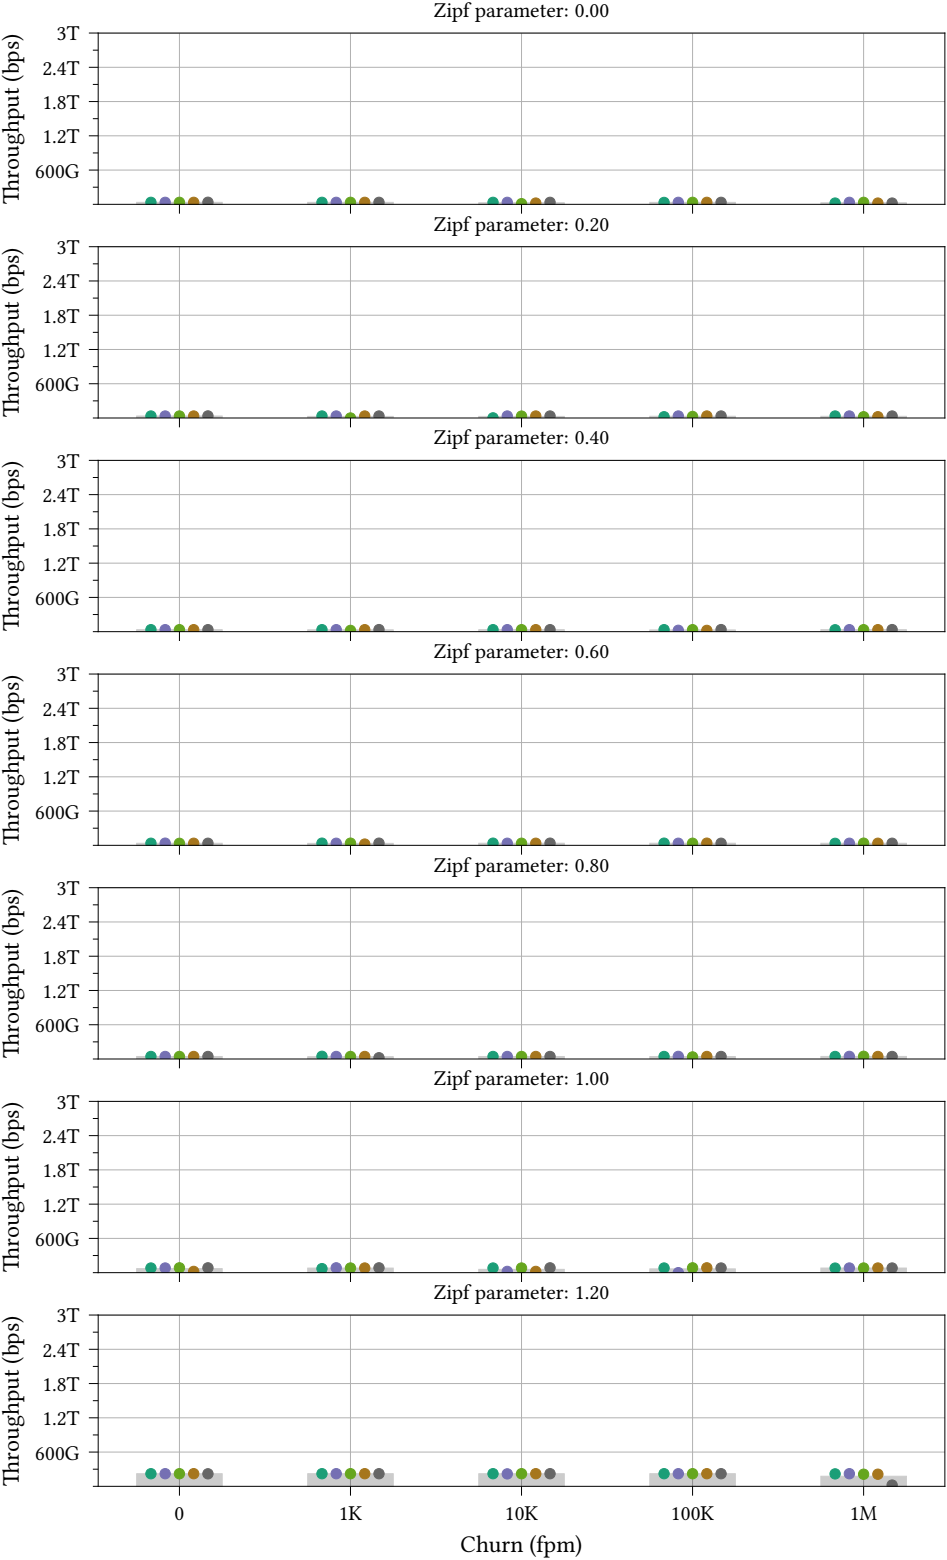 Zipf parameter: 0.00
Throughput (bps)
3T
2.4T
1.8T
1.2T
600G
Zipf parameter: 0.20
Throughput (bps)
3T
2.4T
1.8T
1.2T
600G
Zipf parameter: 0.40
Throughput (bps)
3T
2.4T
1.8T
1.2T
600G
Zipf parameter: 0.60
Throughput (bps)
3T
2.4T
1.8T
1.2T
600G
Zipf parameter: 0.80
Throughput (bps)
3T
2.4T
1.8T
1.2T
600G
Zipf parameter: 1.00
Throughput (bps)
3T
2.4T
1.8T
1.2T
600G
Zipf parameter: 1.20
Throughput (bps)
3T
2.4T
1.8T
1.2T
600G
0 1K 10K 100K 1M
Churn (fpm)